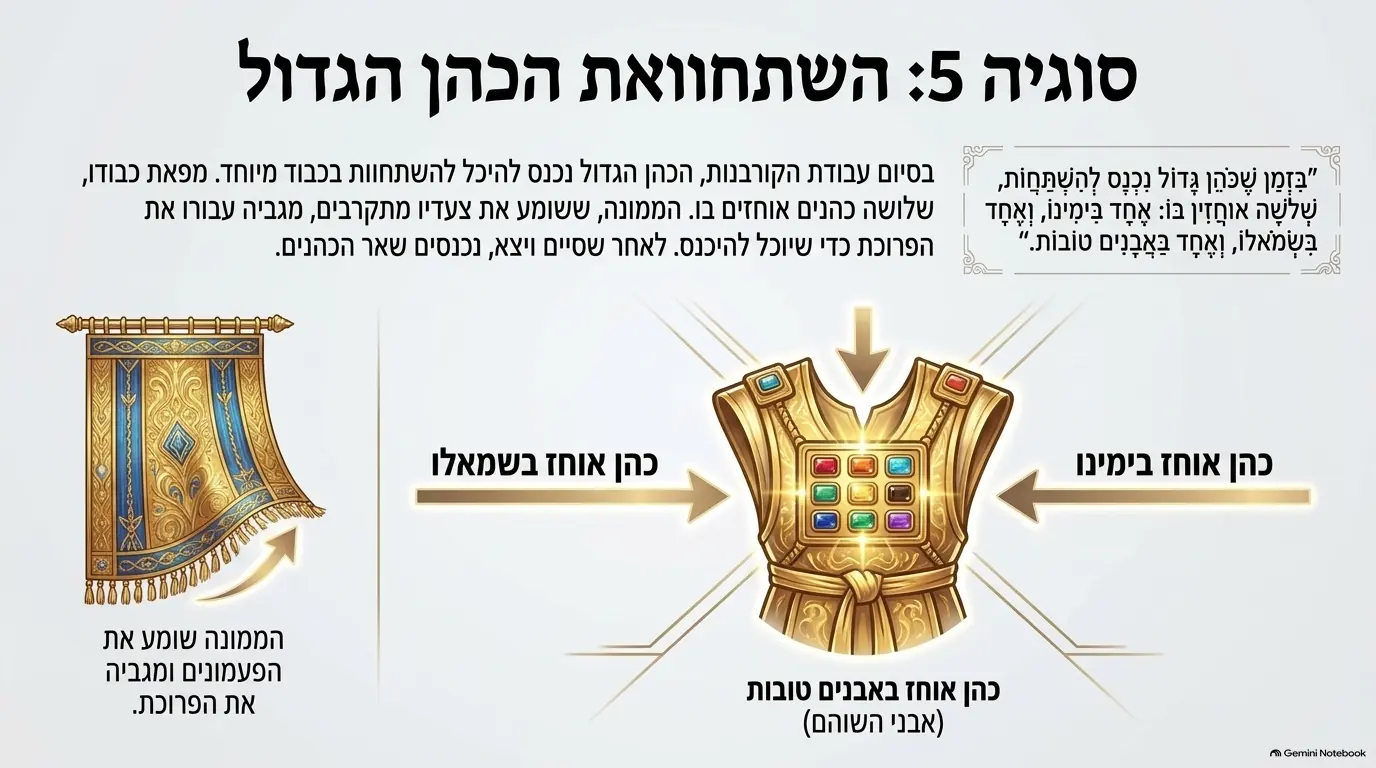 סוגיה 5: השתחוואת הכהן הגדול
"בִּזְמַן שֶׁכֹּהֵן גָּדוֹל נִכְנָס לְהִשְׁתַּחֲוֹת,
שְׁלֹשָׁה אוֹחֲזִין בּוֹ: אֶחָד בִּימִינוֹ, וְאֶחָד
בִּשְׂמֹאלוֹ, וְאֶחָד בַּאֲבָנִים טוֹבוֹת."
בסיום עבודת הקורבנות, הכהן הגדול נכנס להיכל להשתחוות בכבוד מיוחד. מפאת כבודו,
שלושה כהנים אוחזים בו. הממונה, ששומע את צעדיו מתקרבים, מגביה עבורו את
הפרוכת כדי שיוכל להיכנס. לאחר שסיים ויצא, נכנסים שאר הכהנים.
כהן אוחז בימינו
כהן אוחז בשמאלו
כהן אוחז באבנים טובות
(אבני השוהם)
הממונה שומע את
הפעמונים ומגביה
את הפרוכת.
Gemini Notebook